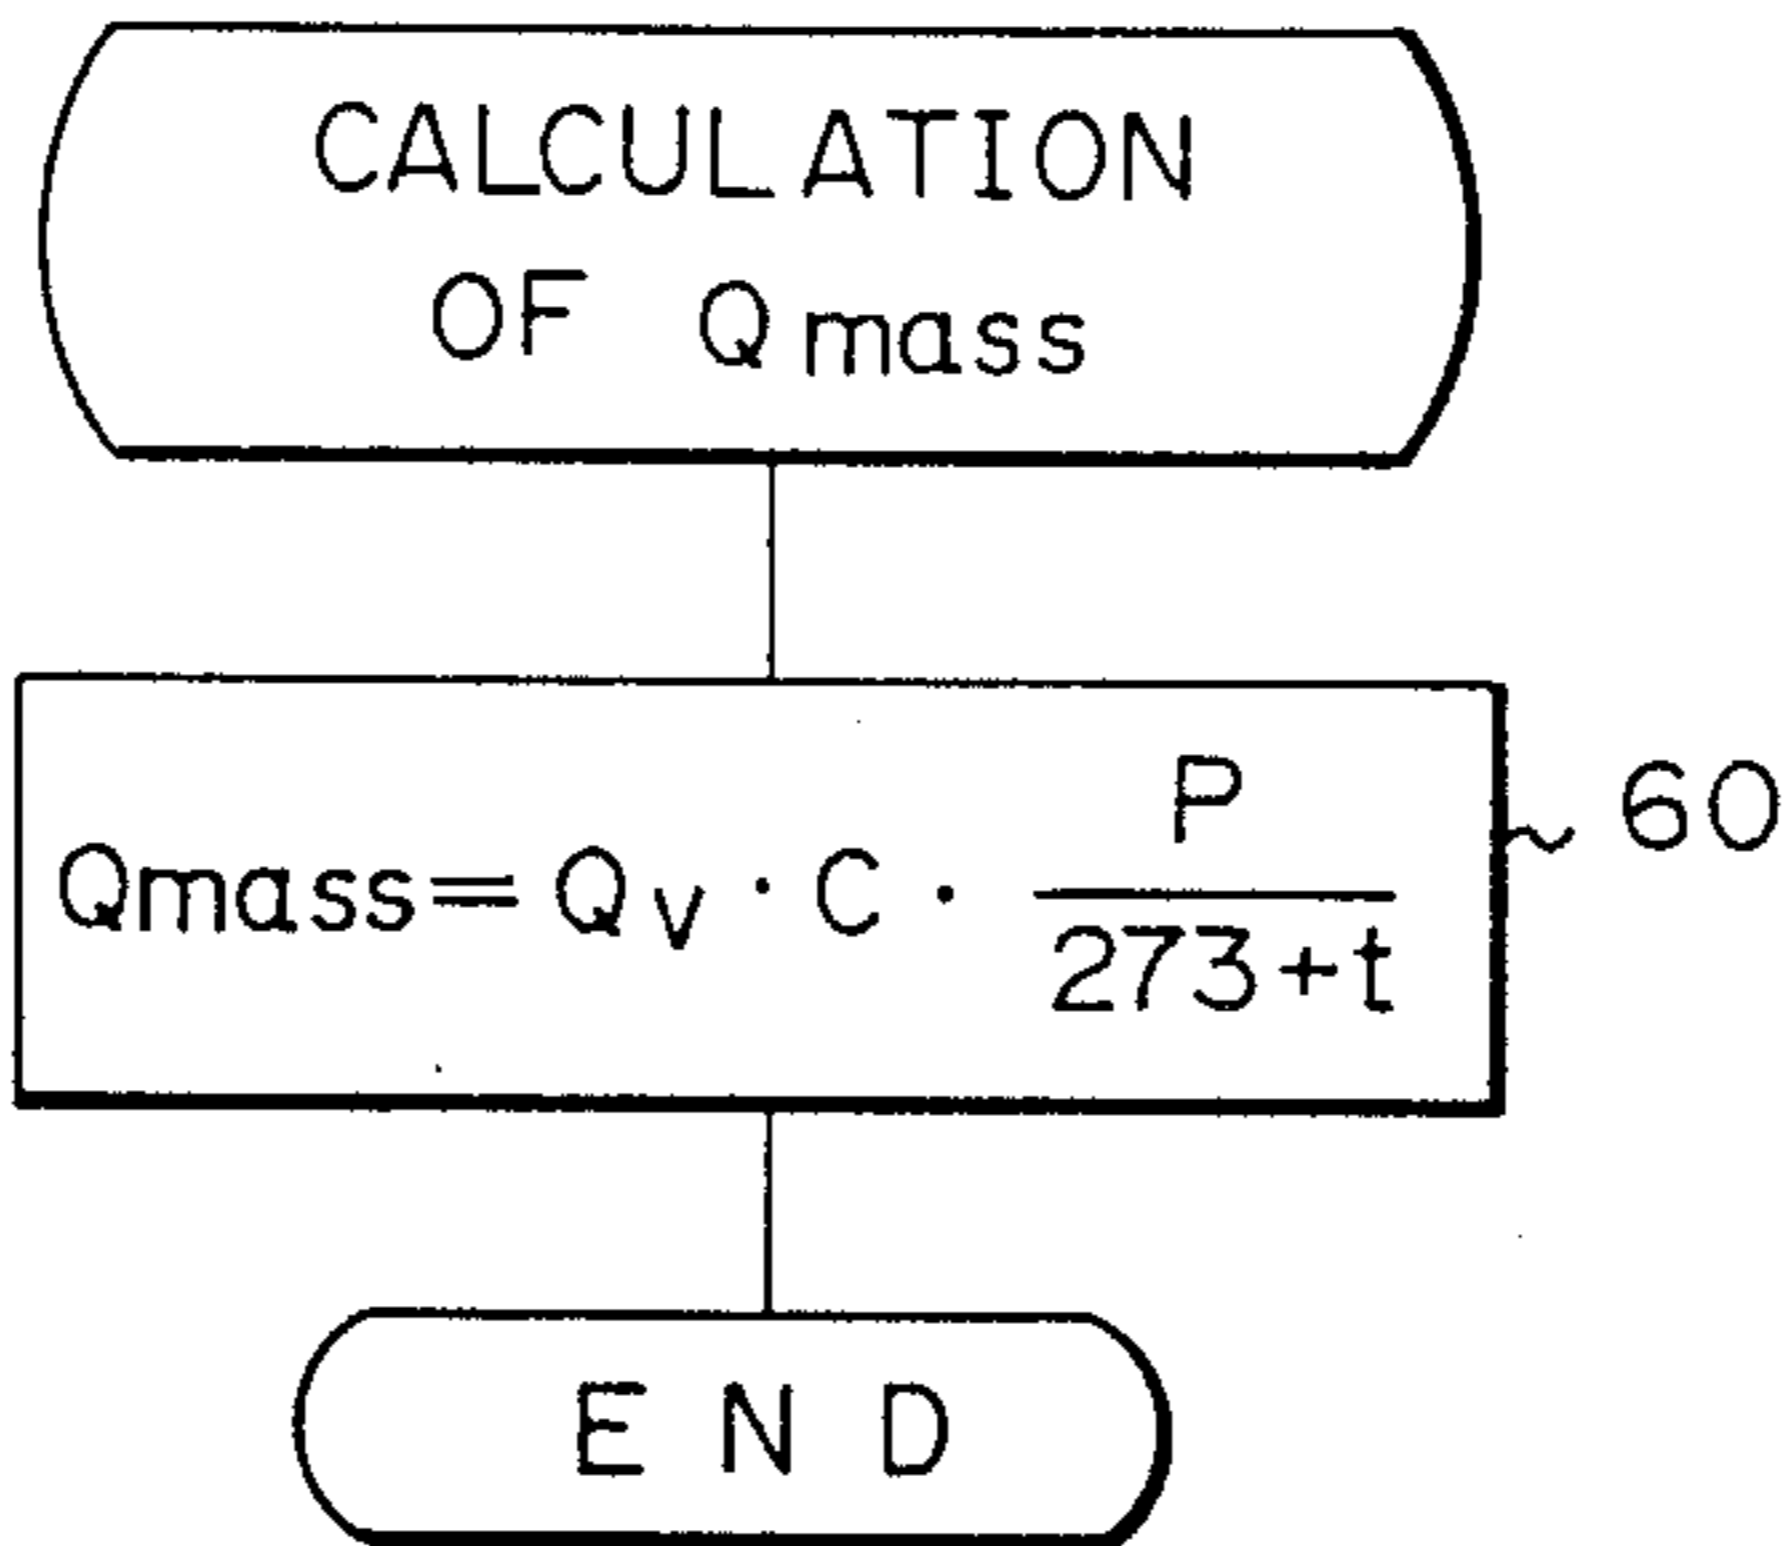 CALCULATION
OF Qmass
Qmass = Qv · C · P / 273+t
60
END